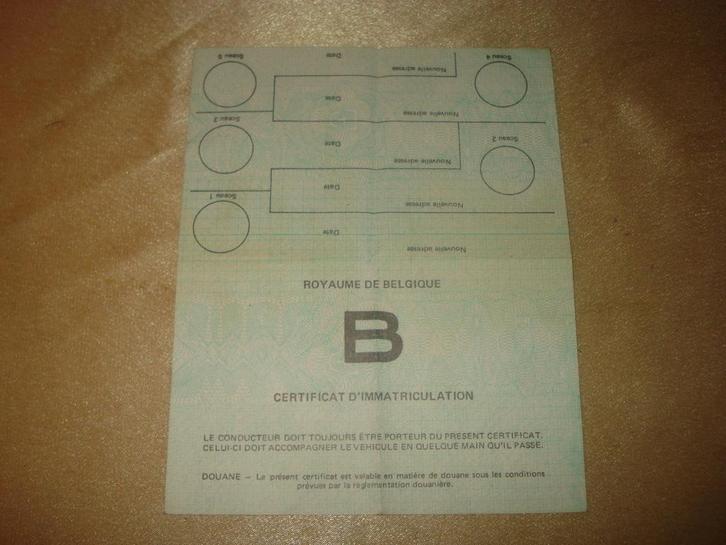 Sceau 5
Date
Sceau 4
Nouvelle adresse
Date
Nouvelle adresse
Sceau 3
Date
Sceau 2
Nouvelle adresse
Date
Sceau 1
Nouvelle adresse
Date
Nouvelle adresse
ROYAUME DE BELGIQUE
B
CERTIFICAT D'IMMATRICULATION
LE CONDUCTEUR DOIT TOUJOURS ÊTRE PORTEUR DU PRESENT CERTIFICAT.
CELUI-CI DOIT ACCOMPAGNER LE VEHICULE EN QUELQUE MAIN QU'IL PASSE.
DOUANE – Le présent certificat est valable en matière de douane sous les conditions
prévues par la réglementation douanière.